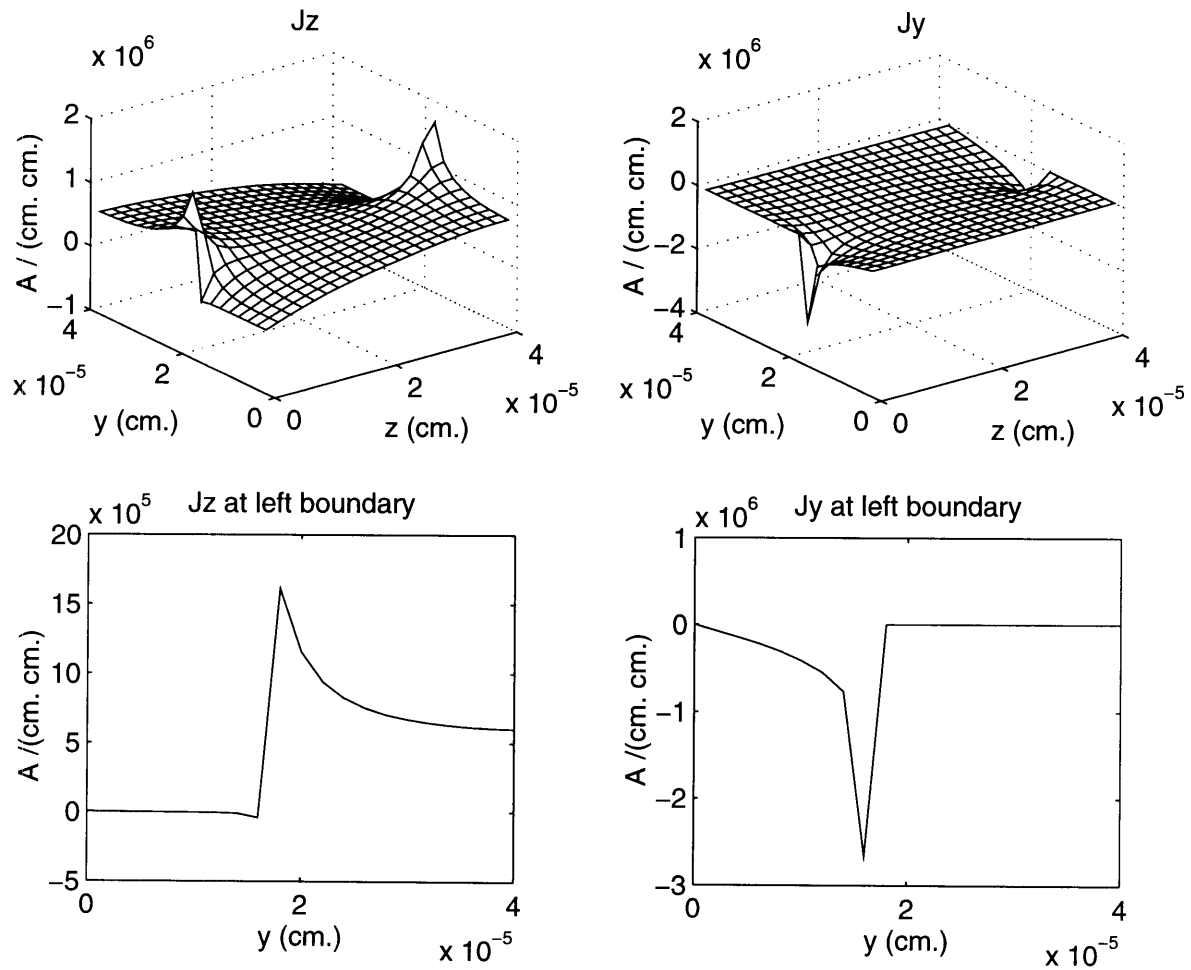 Jz
x 10^6
2
1
0
−1
A / (cm. cm.)
4
2
0
x 10^−5
y (cm.)
0
2
4
x 10^−5
z (cm.)
Jy
x 10^6
2
0
−2
−4
A / (cm. cm.)
4
2
0
x 10^−5
y (cm.)
0
2
4
x 10^−5
z (cm.)
Jz at left boundary
x 10^5
20
15
10
5
0
−5
A /(cm. cm.)
0
2
4
y (cm.)
x 10^−5
Jy at left boundary
x 10^6
1
0
−1
−2
−3
A /(cm. cm.)
0
2
4
y (cm.)
x 10^−5